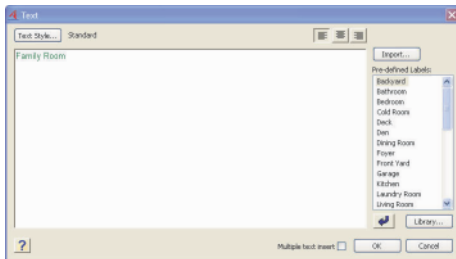 Text
Text Style... Standard
Import...
Family Room
Pre-defined Labels:
Backyard
Bathroom
Bedroom
Cold Room
Deck
Den
Dining Room
Foyer
Front Yard
Garage
Kitchen
Laundry Room
Living Room
Library...
?
Multiple text insert
OK
Cancel